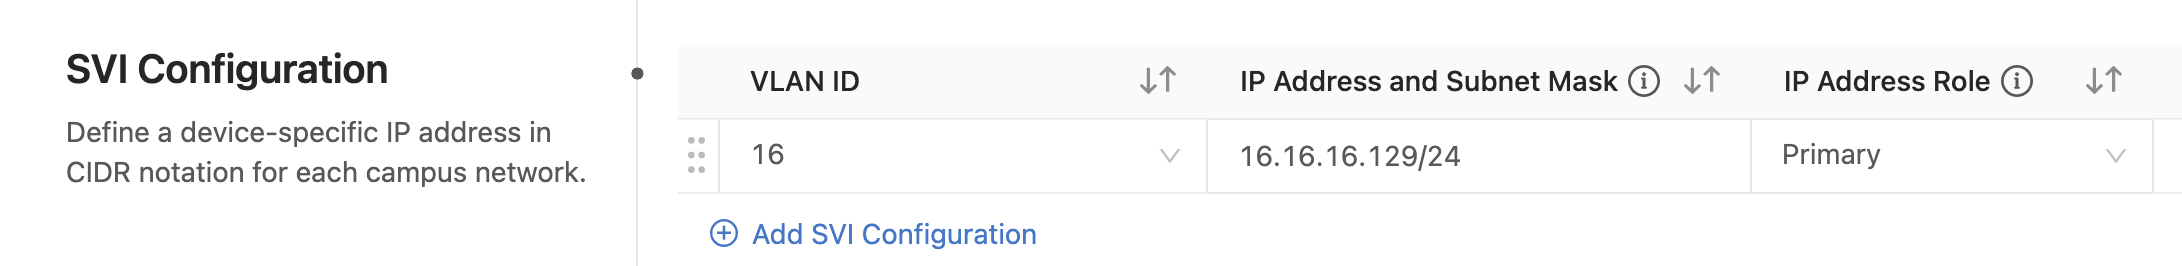 SVI Configuration
Define a device-specific IP address in
CIDR notation for each campus network.
VLAN ID
IP Address and Subnet Mask
IP Address Role
16
16.16.16.129/24
Primary
Add SVI Configuration